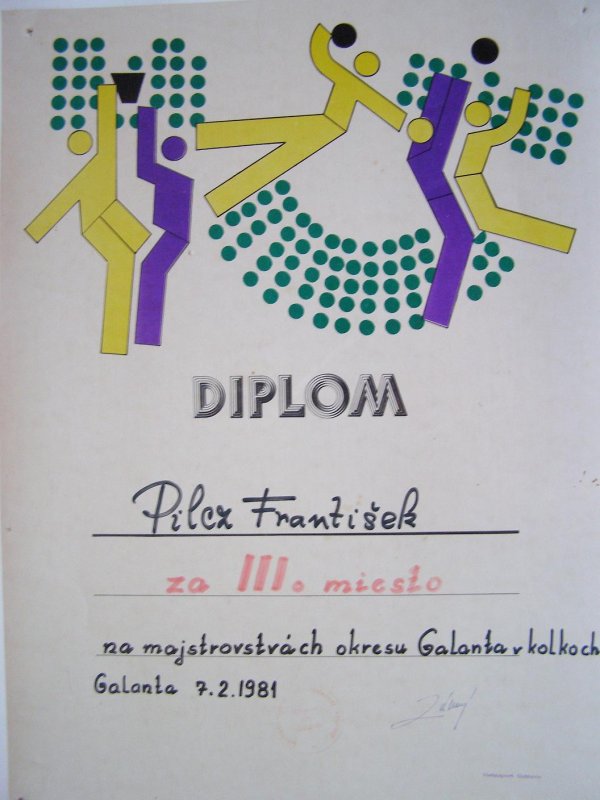 DIPLOM
Pilcz František
za III. miesto
na majstrovstvách okresu Galanta v kolkoch
Galanta 7.2.1981